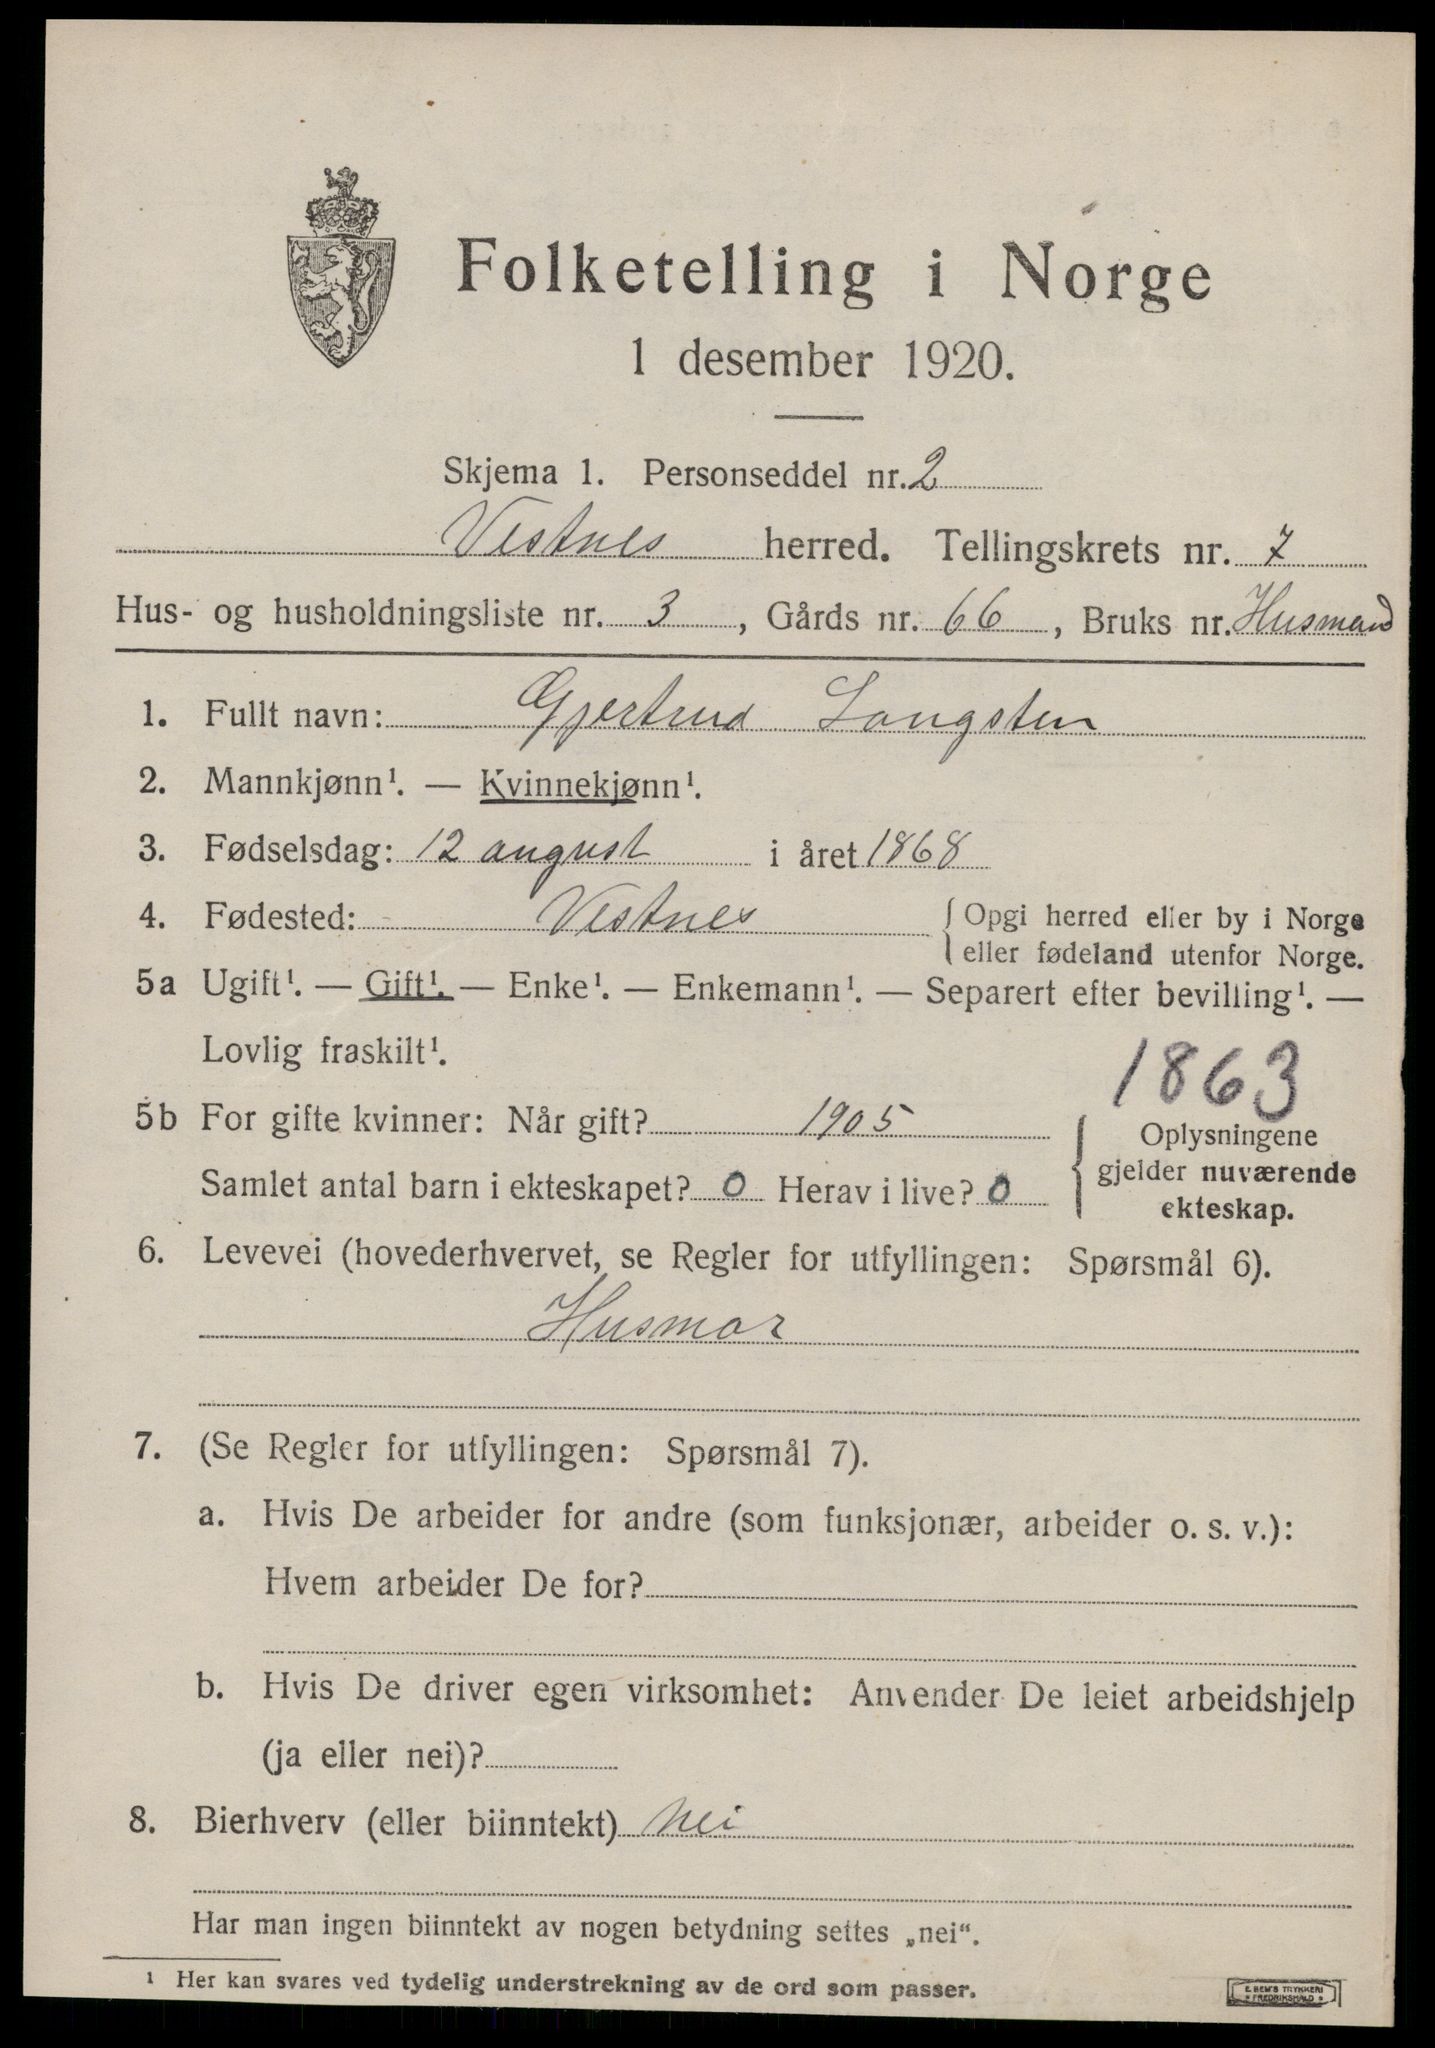 Folketelling i Norge
1 desember 1920.
Skjema 1. Personseddel nr. 2
Vestnes herred. Tellingskrets nr. 7
Hus- og husholdningsliste nr. 3, Gårds nr. 66, Bruks nr. Husmand
1. Fullt navn: Gjertrud Langsten
2. Mannkjønn¹. — Kvinnekjønn¹.
3. Fødselsdag: 12 august i året 1868
4. Fødested: Vestnes { Opgi herred eller by i Norge
eller fødeland utenfor Norge.
5a Ugift¹. — Gift¹. — Enke¹. — Enkemann¹. — Separert efter bevilling¹. —
Lovlig fraskilt¹.
1863
5b For gifte kvinner: Når gift? 1905
Samlet antal barn i ekteskapet? 0 Herav i live? 0
{ Oplysningene
gjelder nuværende
ekteskap.
6. Levevei (hovederhvervet, se Regler for utfyllingen: Spørsmål 6).
Husmor
7. (Se Regler for utfyllingen: Spørsmål 7).
a. Hvis De arbeider for andre (som funksjonær, arbeider o. s. v.):
Hvem arbeider De for?
b. Hvis De driver egen virksomhet: Anvender De leiet arbeidshjelp
(ja eller nei)?
8. Bierhverv (eller biinntekt) Nei
Har man ingen biinntekt av nogen betydning settes „nei“.
¹ Her kan svares ved tydelig understrekning av de ord som passer.
E. SEM'S TRYKKERI
FREDRIKSHALD